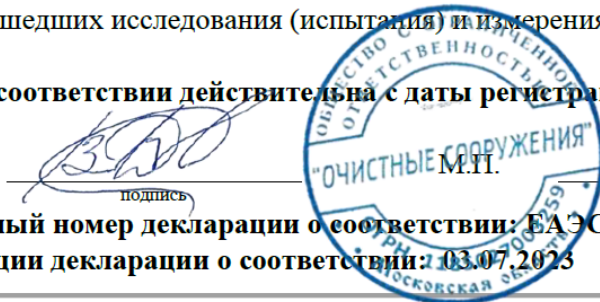 шедших исследования (испытания) и измерения
соответствии действительна с даты регистра
М.П.
подпись
ный номер декларации о соответствии: ЕАЭС
ции декларации о соответствии: 03.07.2023
ОБЩЕСТВО С ОГРАНИЧЕННОЙ
ОТВЕТСТВЕННОСТЬЮ
"ОЧИСТНЫЕ СООРУЖЕНИЯ"
ОГРН
Московская область